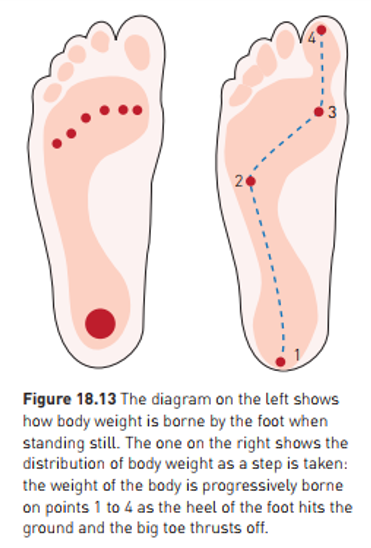 4
3
2
1
Figure 18.13 The diagram on the left shows
how body weight is borne by the foot when
standing still. The one on the right shows the
distribution of body weight as a step is taken:
the weight of the body is progressively borne
on points 1 to 4 as the heel of the foot hits the
ground and the big toe thrusts off.